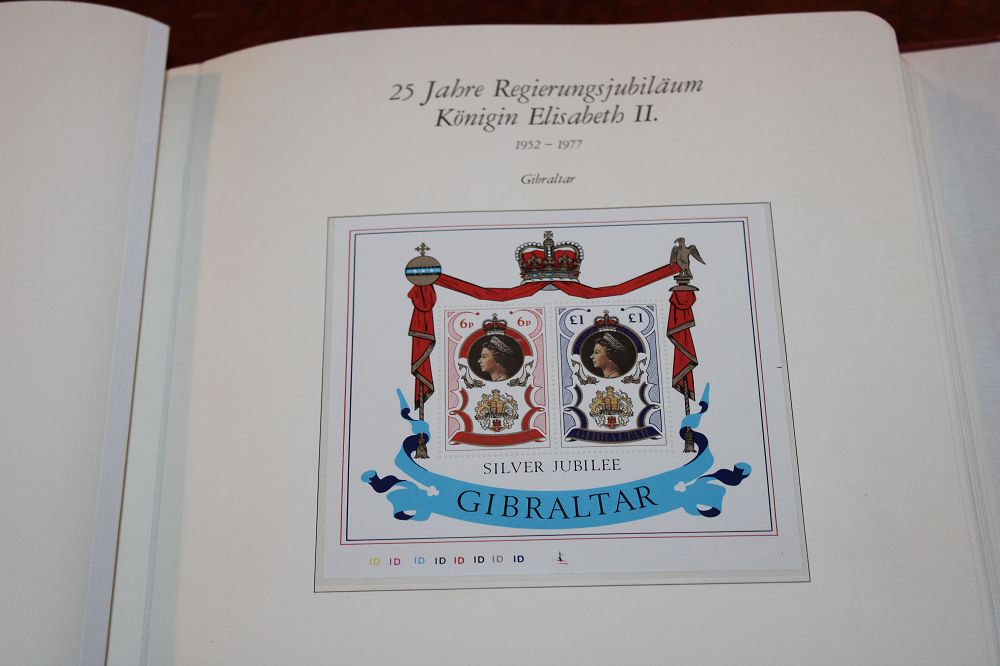 25 Jahre Regierungsjubiläum
Königin Elisabeth II.
1952 – 1977
Gibraltar
6p 6p £1 £1
GIBRALTAR
SILVER JUBILEE
GIBRALTAR
1D 1D 1D 1D 1D 1D 1D 1D